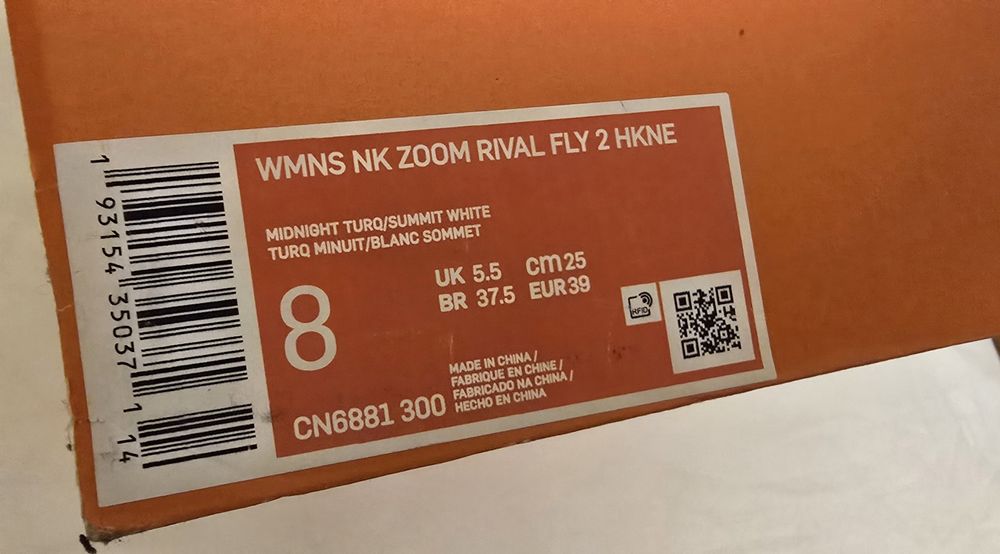 WMNS NK ZOOM RIVAL FLY 2 HKNE
MIDNIGHT TURQ/SUMMIT WHITE
TURQ MINUIT/BLANC SOMMET
UK 5.5 CM 25
BR 37.5 EUR 39
8
RFID
MADE IN CHINA /
FABRIQUE EN CHINE /
FABRICADO NA CHINA /
HECHO EN CHINA
CN6881 300
1 93154 35037 1 14